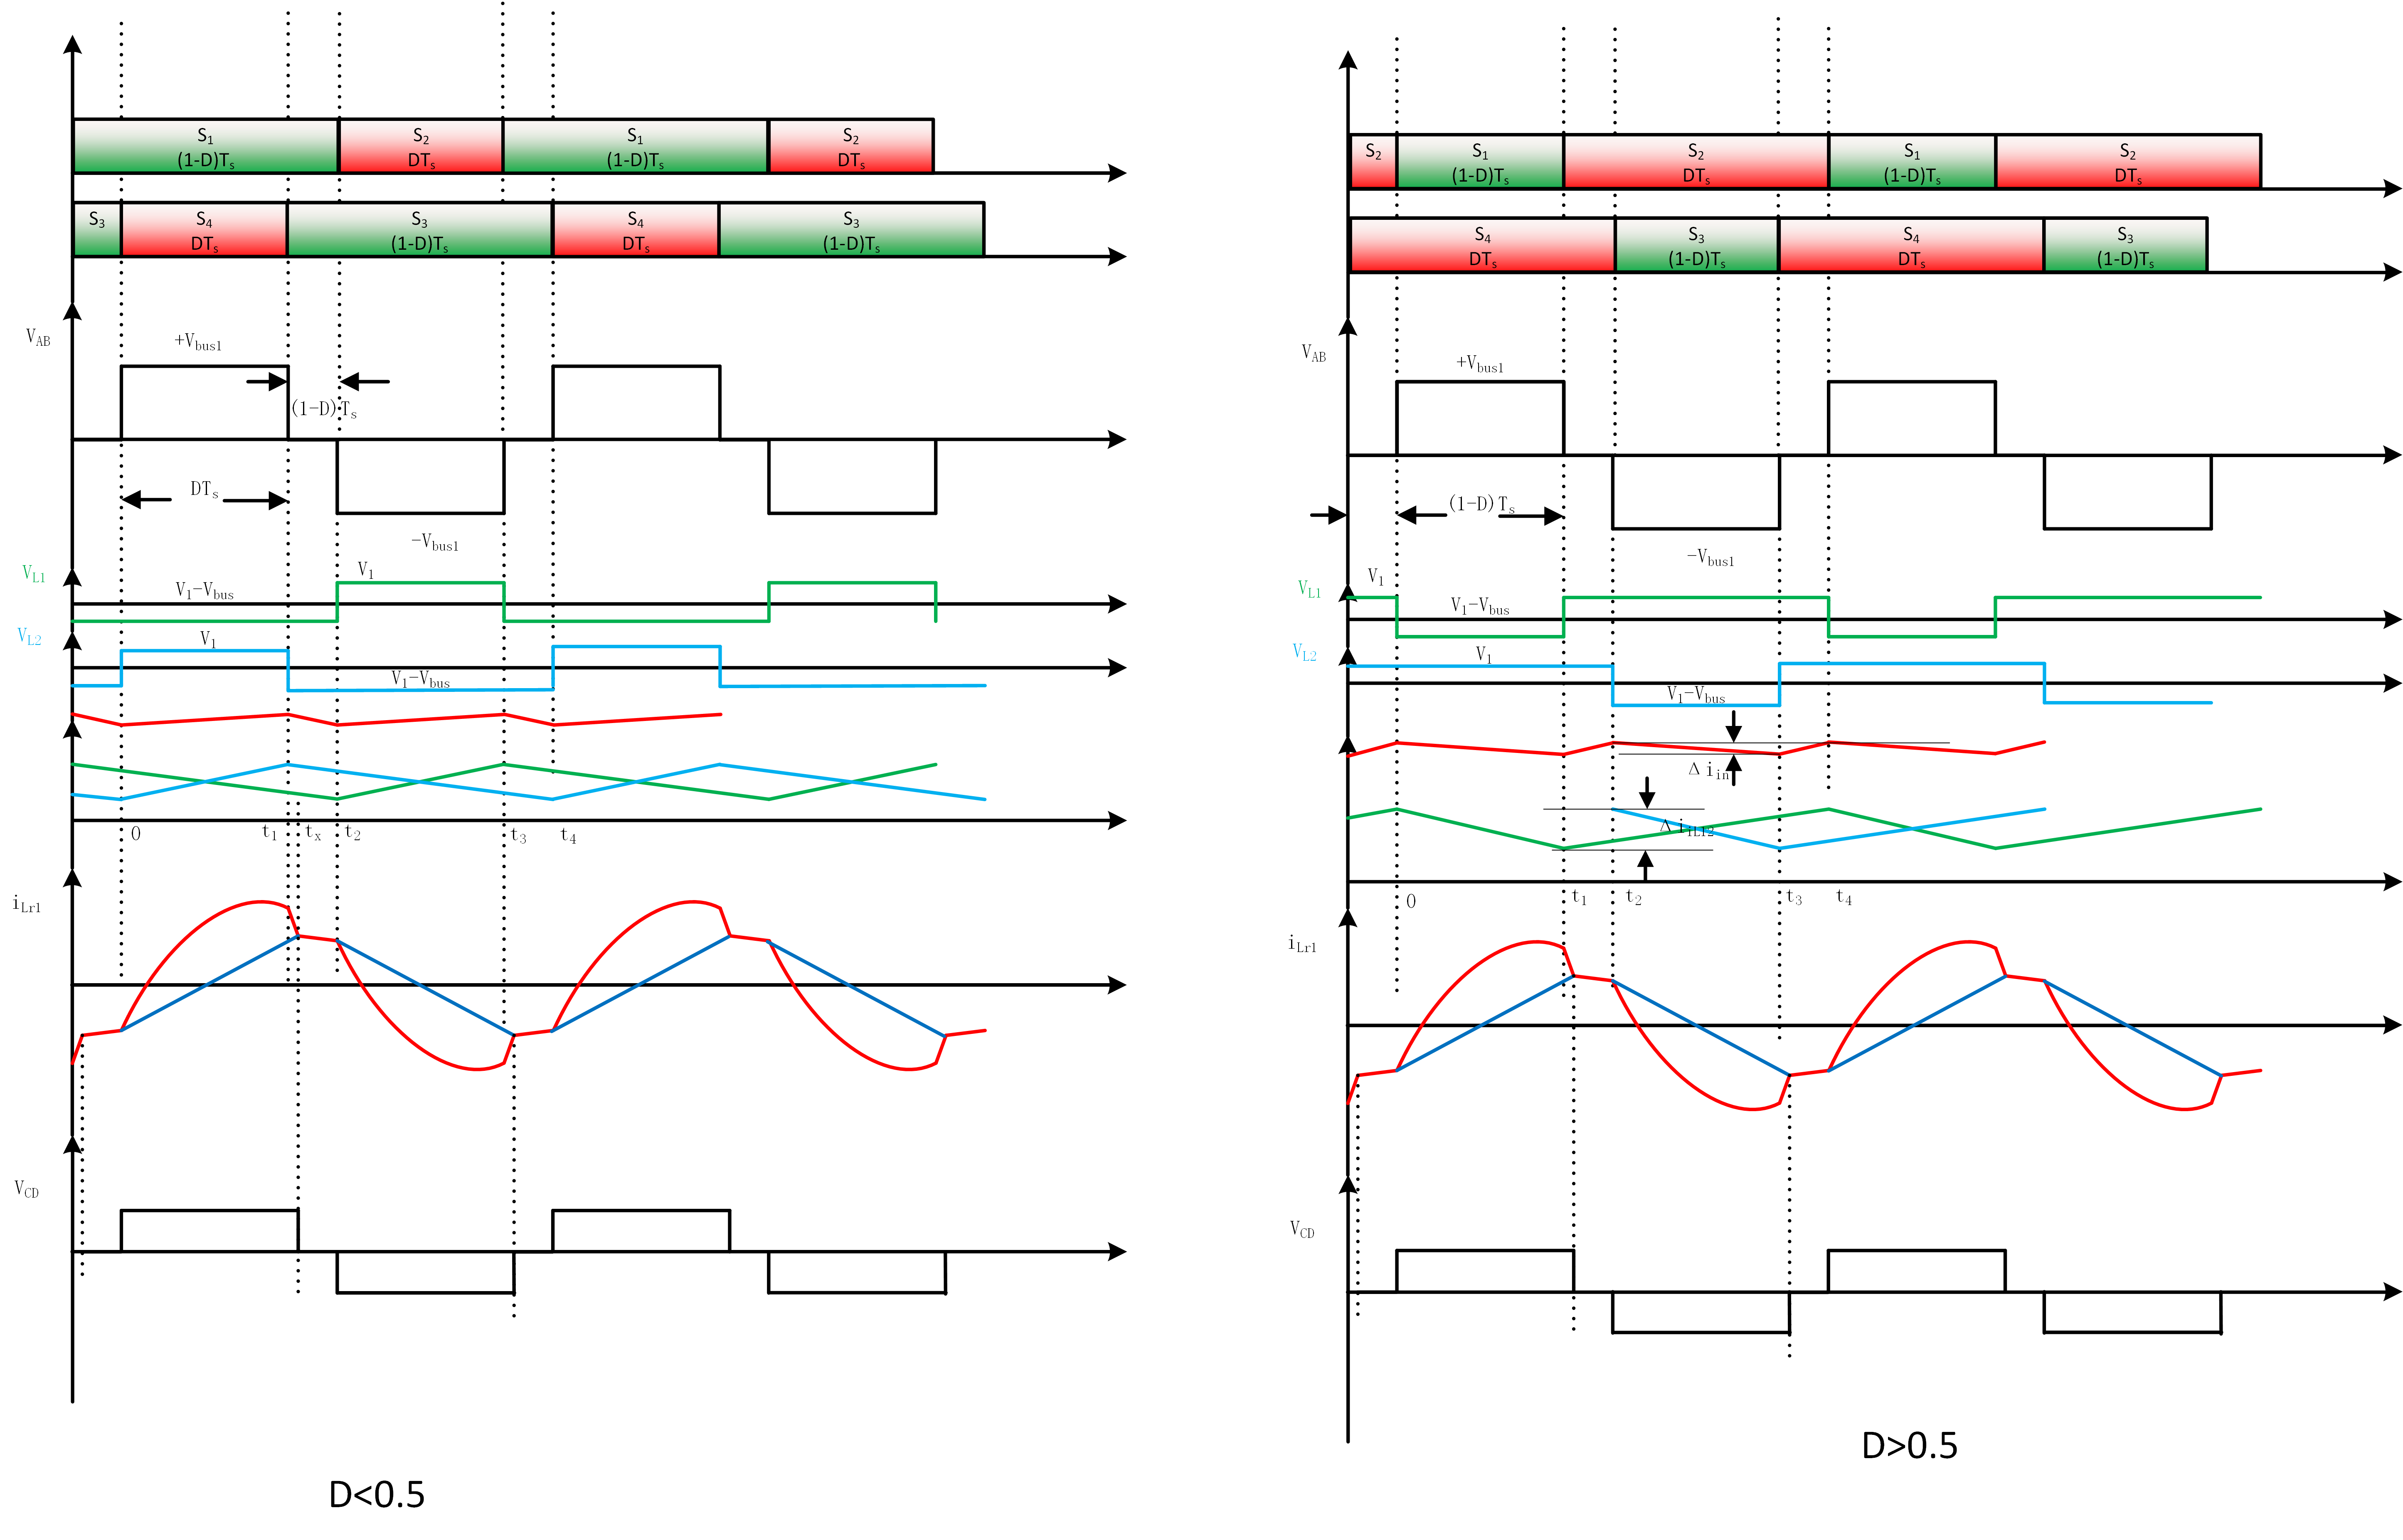 S1
(1-D)Ts
S2
DTs
S1
(1-D)Ts
S2
DTs
S3
S4
DTs
S3
(1-D)Ts
S4
DTs
S3
(1-D)Ts
VAB
+Vbus1
(1-D)Ts
DTs
-Vbus1
VL1
V1-Vbus
V1
VL2
V1
V1-Vbus
0
t1
tx
t2
t3
t4
iLr1
VCD
D<0.5
S2
S1
(1-D)Ts
S2
DTs
S1
(1-D)Ts
S2
DTs
S4
DTs
S3
(1-D)Ts
S4
DTs
S3
(1-D)Ts
VAB
+Vbus1
(1-D)Ts
-Vbus1
VL1
V1
V1-Vbus
VL2
V1
V1-Vbus
Δiin
0
t1
t2
t3
t4
iLr1
VCD
D>0.5